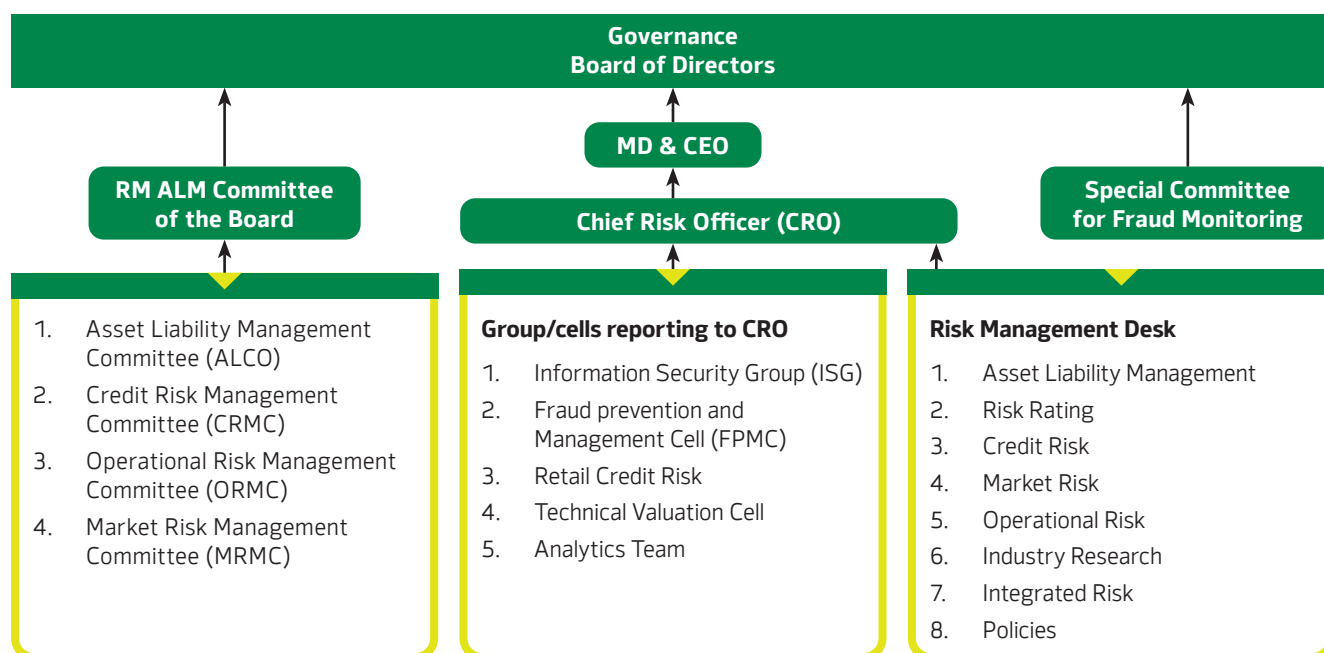 Governance
Board of Directors
MD & CEO
RM ALM Committee
of the Board
Chief Risk Officer (CRO)
Special Committee
for Fraud Monitoring
1. Asset Liability Management
Committee (ALCO)
2. Credit Risk Management
Committee (CRMC)
3. Operational Risk Management
Committee (ORMC)
4. Market Risk Management
Committee (MRMC)
Group/cells reporting to CRO
1. Information Security Group (ISG)
2. Fraud prevention and
Management Cell (FPMC)
3. Retail Credit Risk
4. Technical Valuation Cell
5. Analytics Team
Risk Management Desk
1. Asset Liability Management
2. Risk Rating
3. Credit Risk
4. Market Risk
5. Operational Risk
6. Industry Research
7. Integrated Risk
8. Policies